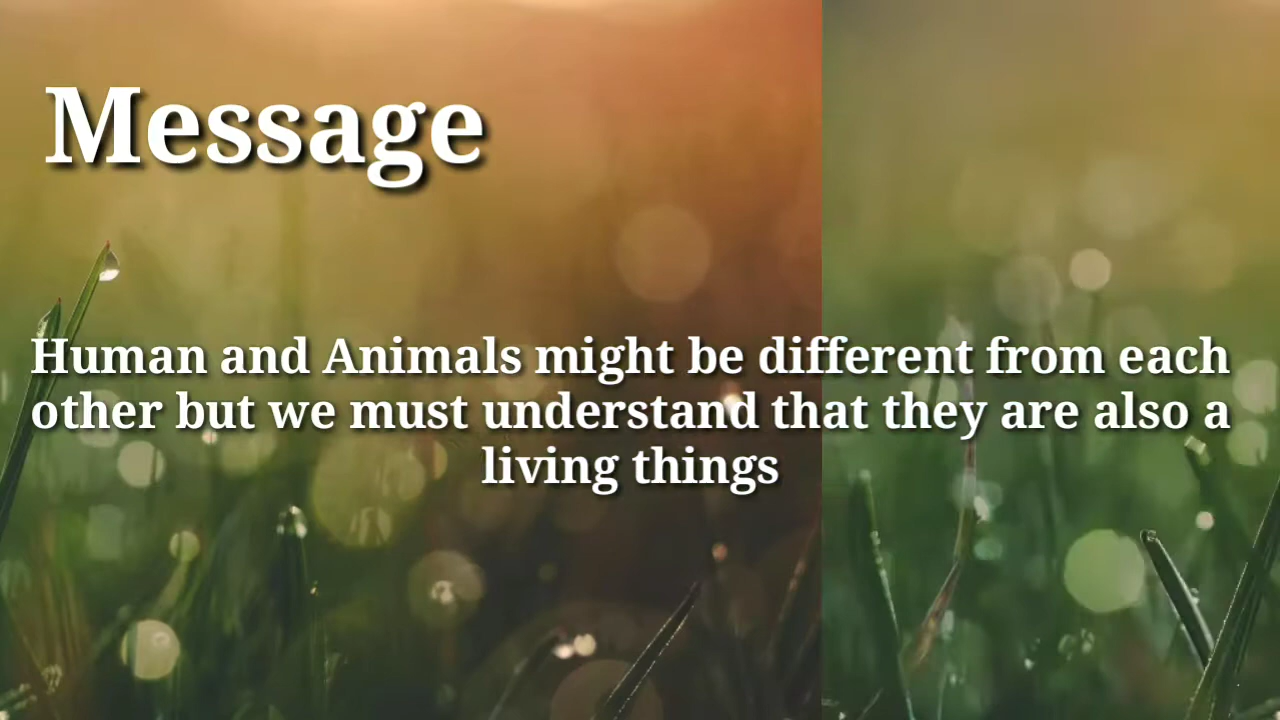 Message
Human and Animals might be different from each
other but we must understand that they are also a
living things